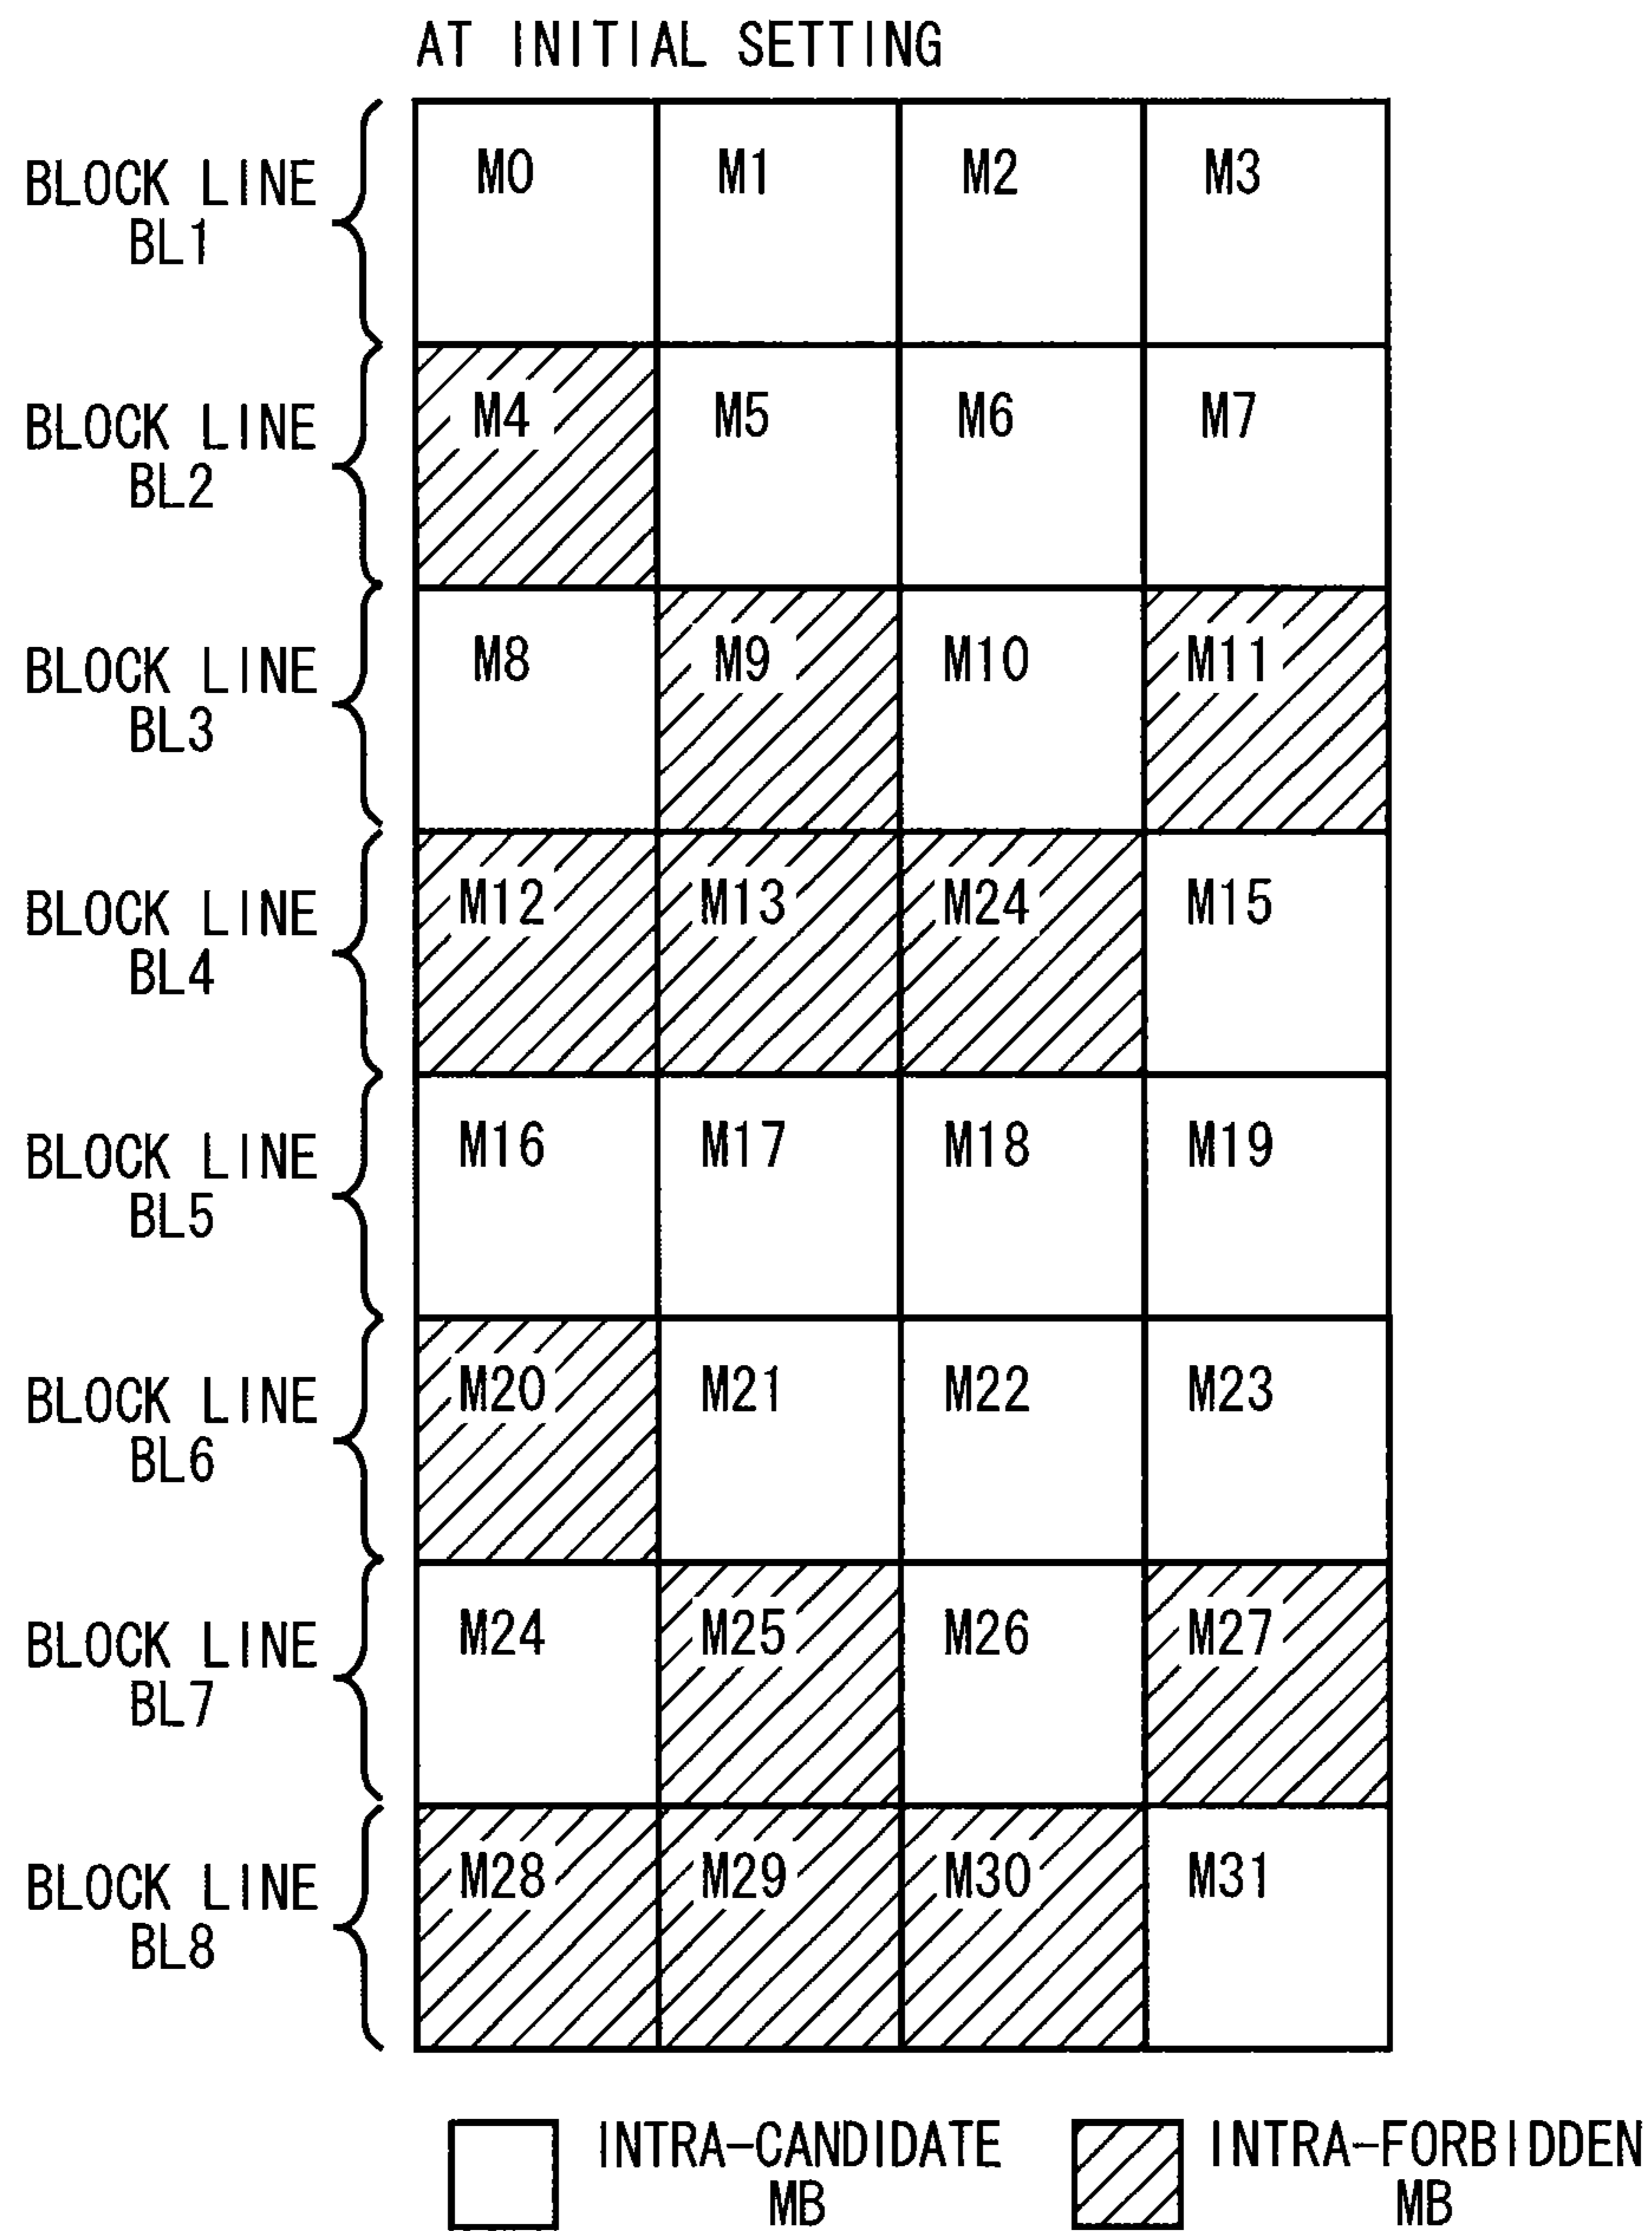 AT INITIAL SETTING
BLOCK LINE
BL1
M0 M1 M2 M3
BLOCK LINE
BL2
M4 M5 M6 M7
BLOCK LINE
BL3
M8 M9 M10 M11
BLOCK LINE
BL4
M12 M13 M24 M15
BLOCK LINE
BL5
M16 M17 M18 M19
BLOCK LINE
BL6
M20 M21 M22 M23
BLOCK LINE
BL7
M24 M25 M26 M27
BLOCK LINE
BL8
M28 M29 M30 M31
INTRA-CANDIDATE
MB
INTRA-FORBIDDEN
MB